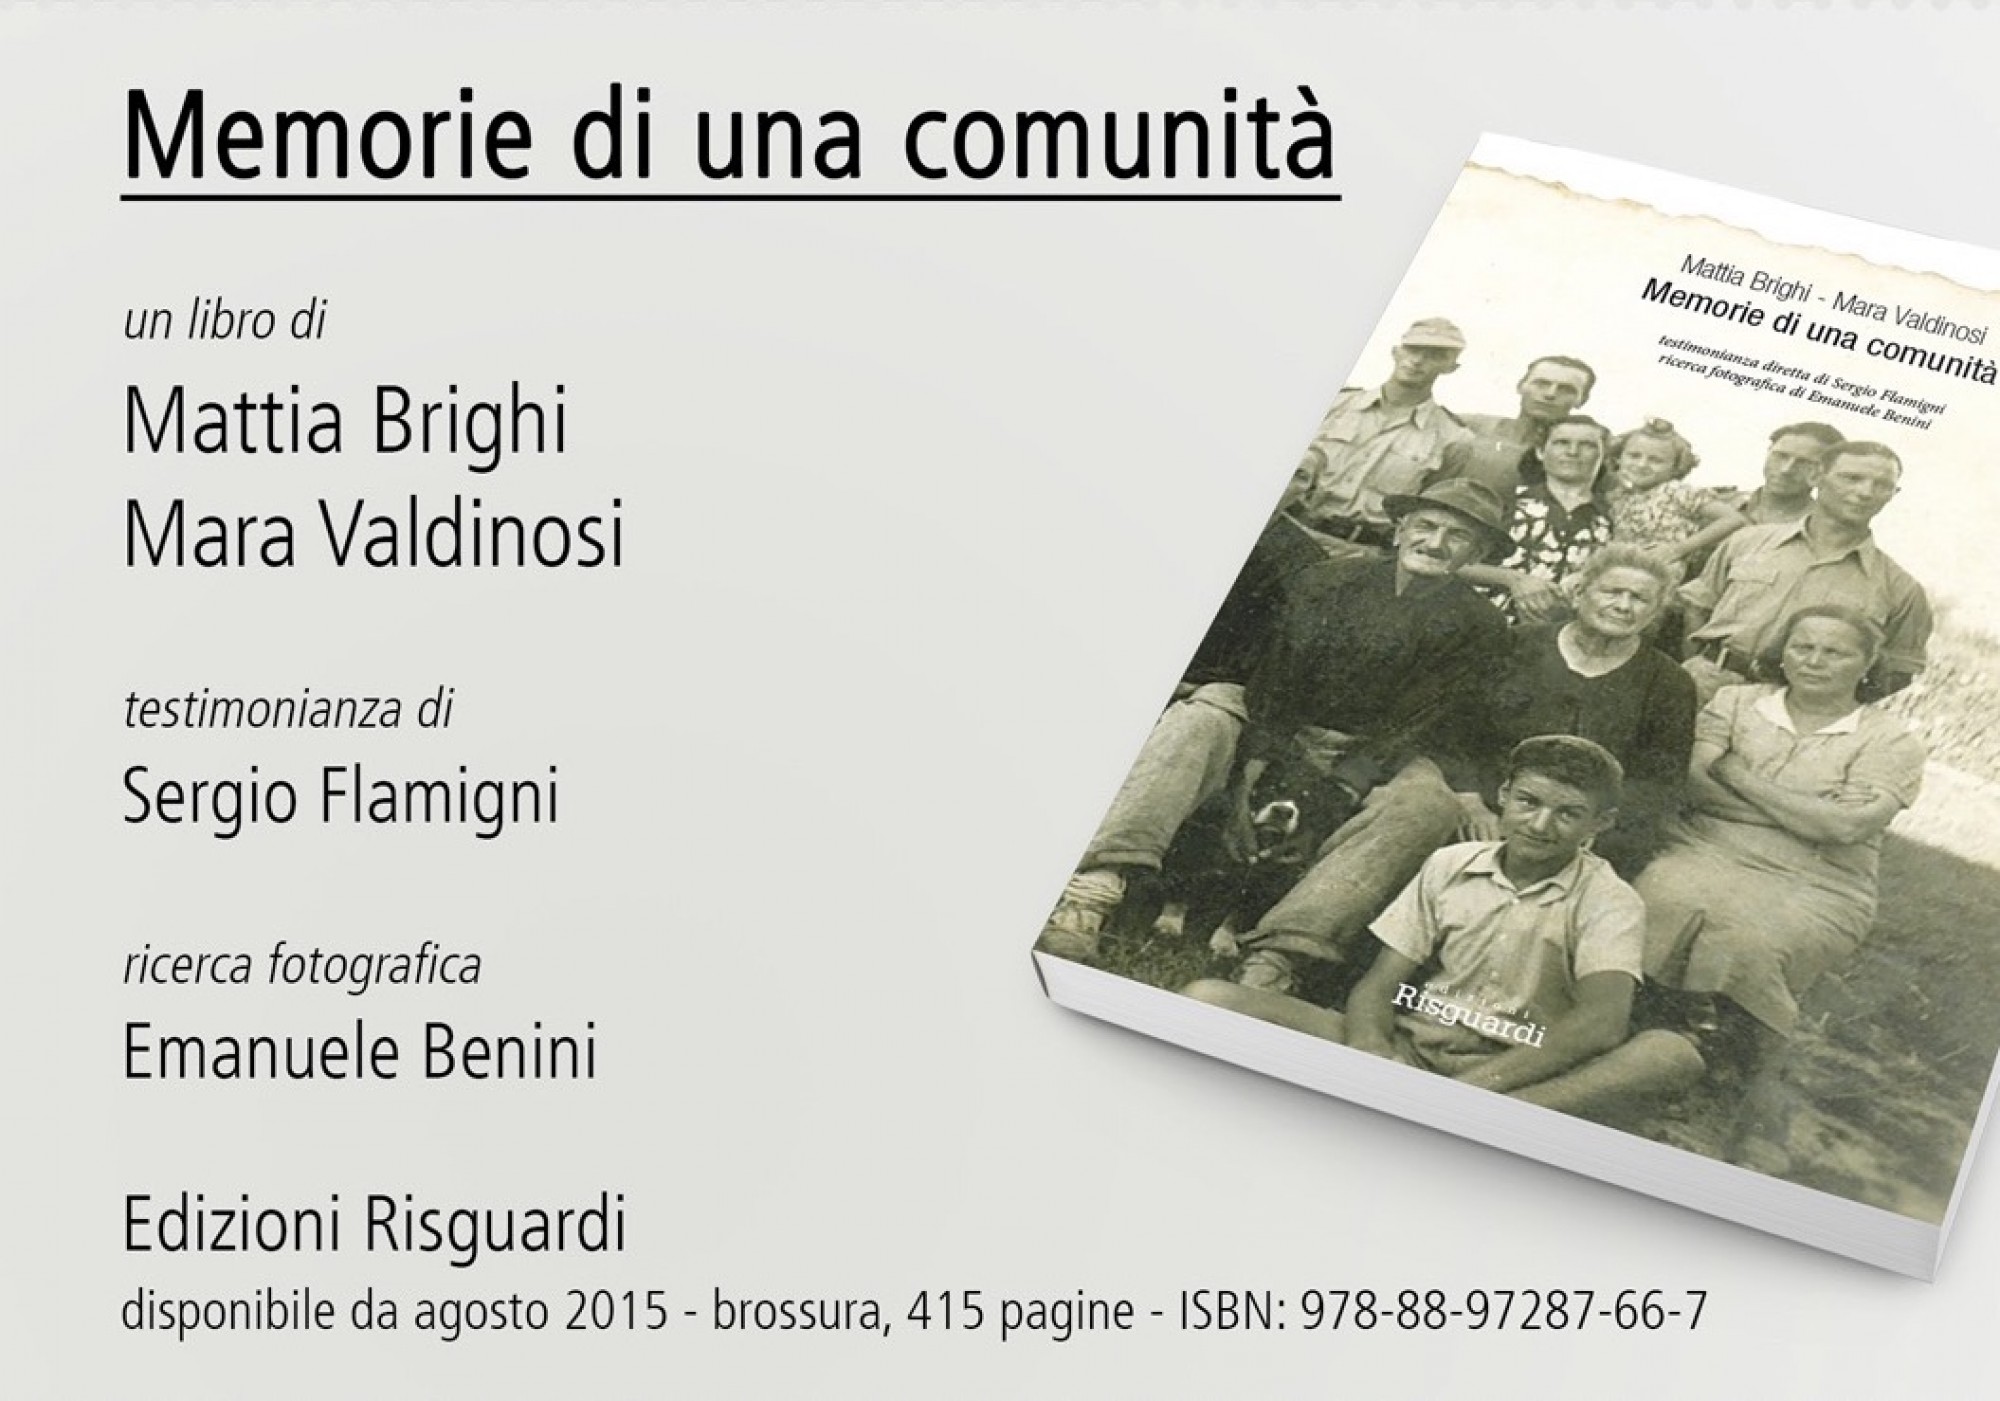 Memorie di una comunità
un libro di
Mattia Brighi
Mara Valdinosi
testimonianza di
Sergio Flamigni
ricerca fotografica
Emanuele Benini
Edizioni Risguardi
disponibile da agosto 2015 - brossura, 415 pagine - ISBN: 978-88-97287-66-7
Mattia Brighi - Mara Valdinosi
Memorie di una comunità
testimonianza diretta di Sergio Flamigni
ricerca fotografica di Emanuele Benini
edizioni
Risguardi